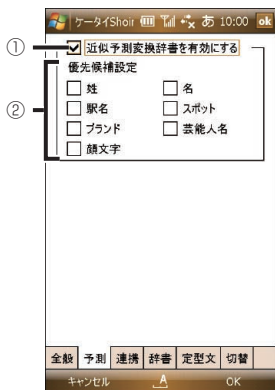 ケータイShoin あ 10:00 ok
① 近似予測変換辞書を有効にする
② 優先候補設定
姓 名
駅名 スポット
ブランド 芸能人名
顔文字
全般 予測 連携 辞書 定型文 切替
キャンセル A OK